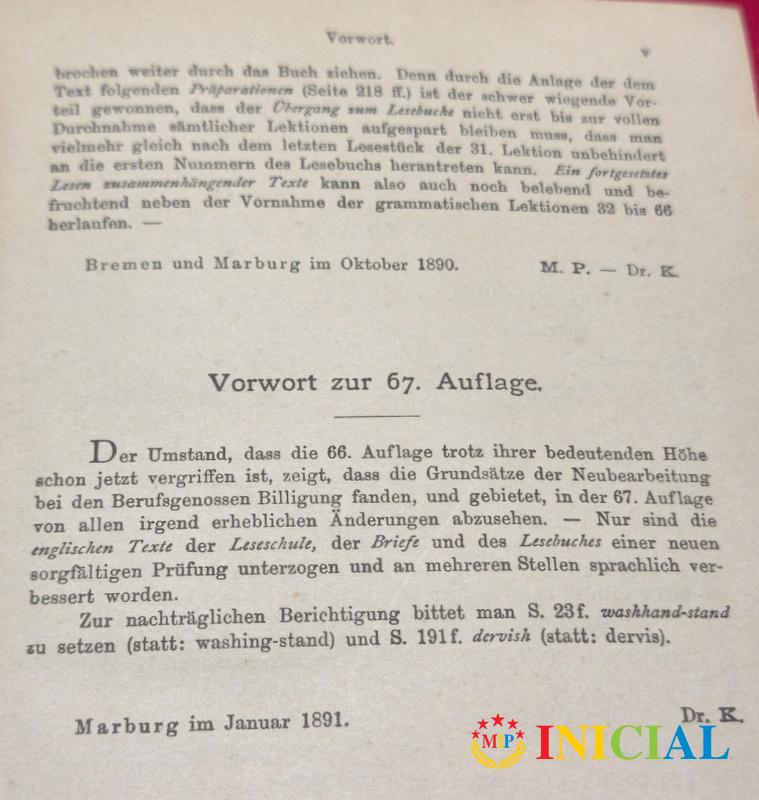 Vorwort.
v
brochen weiter durch das Buch ziehen. Denn durch die Anlage der dem
Text folgenden Präparationen (Seite 218 ff.) ist der schwer wiegende Vor-
teil gewonnen, dass der Übergang zum Lesebuche nicht erst bis zur vollen
Durchnahme sämtlicher Lektionen aufgespart bleiben muss, dass man
vielmehr gleich nach dem letzten Lesestück der 31. Lektion unbehindert
an die ersten Nummern des Lesebuchs herantreten kann. Ein fortgesetztes
Lesen zusammenhängender Texte kann also auch noch belebend und be-
fruchtend neben der Vornahme der grammatischen Lektionen 32 bis 66
herlaufen. —
Bremen und Marburg im Oktober 1890. M. P. — Dr. K.
Vorwort zur 67. Auflage.
Der Umstand, dass die 66. Auflage trotz ihrer bedeutenden Höhe
schon jetzt vergriffen ist, zeigt, dass die Grundsätze der Neubearbeitung
bei den Berufsgenossen Billigung fanden, und gebietet, in der 67. Auflage
von allen irgend erheblichen Änderungen abzusehen. — Nur sind die
englischen Texte der Leseschule, der Briefe und des Lesebuches einer neuen
sorgfältigen Prüfung unterzogen und an mehreren Stellen sprachlich ver-
bessert worden.
Zur nachträglichen Berichtigung bittet man S. 23 f. washhand-stand
zu setzen (statt: washing-stand) und S. 191 f. dervish (statt: dervis).
Marburg im Januar 1891. Dr. K.
MIP INICIAL